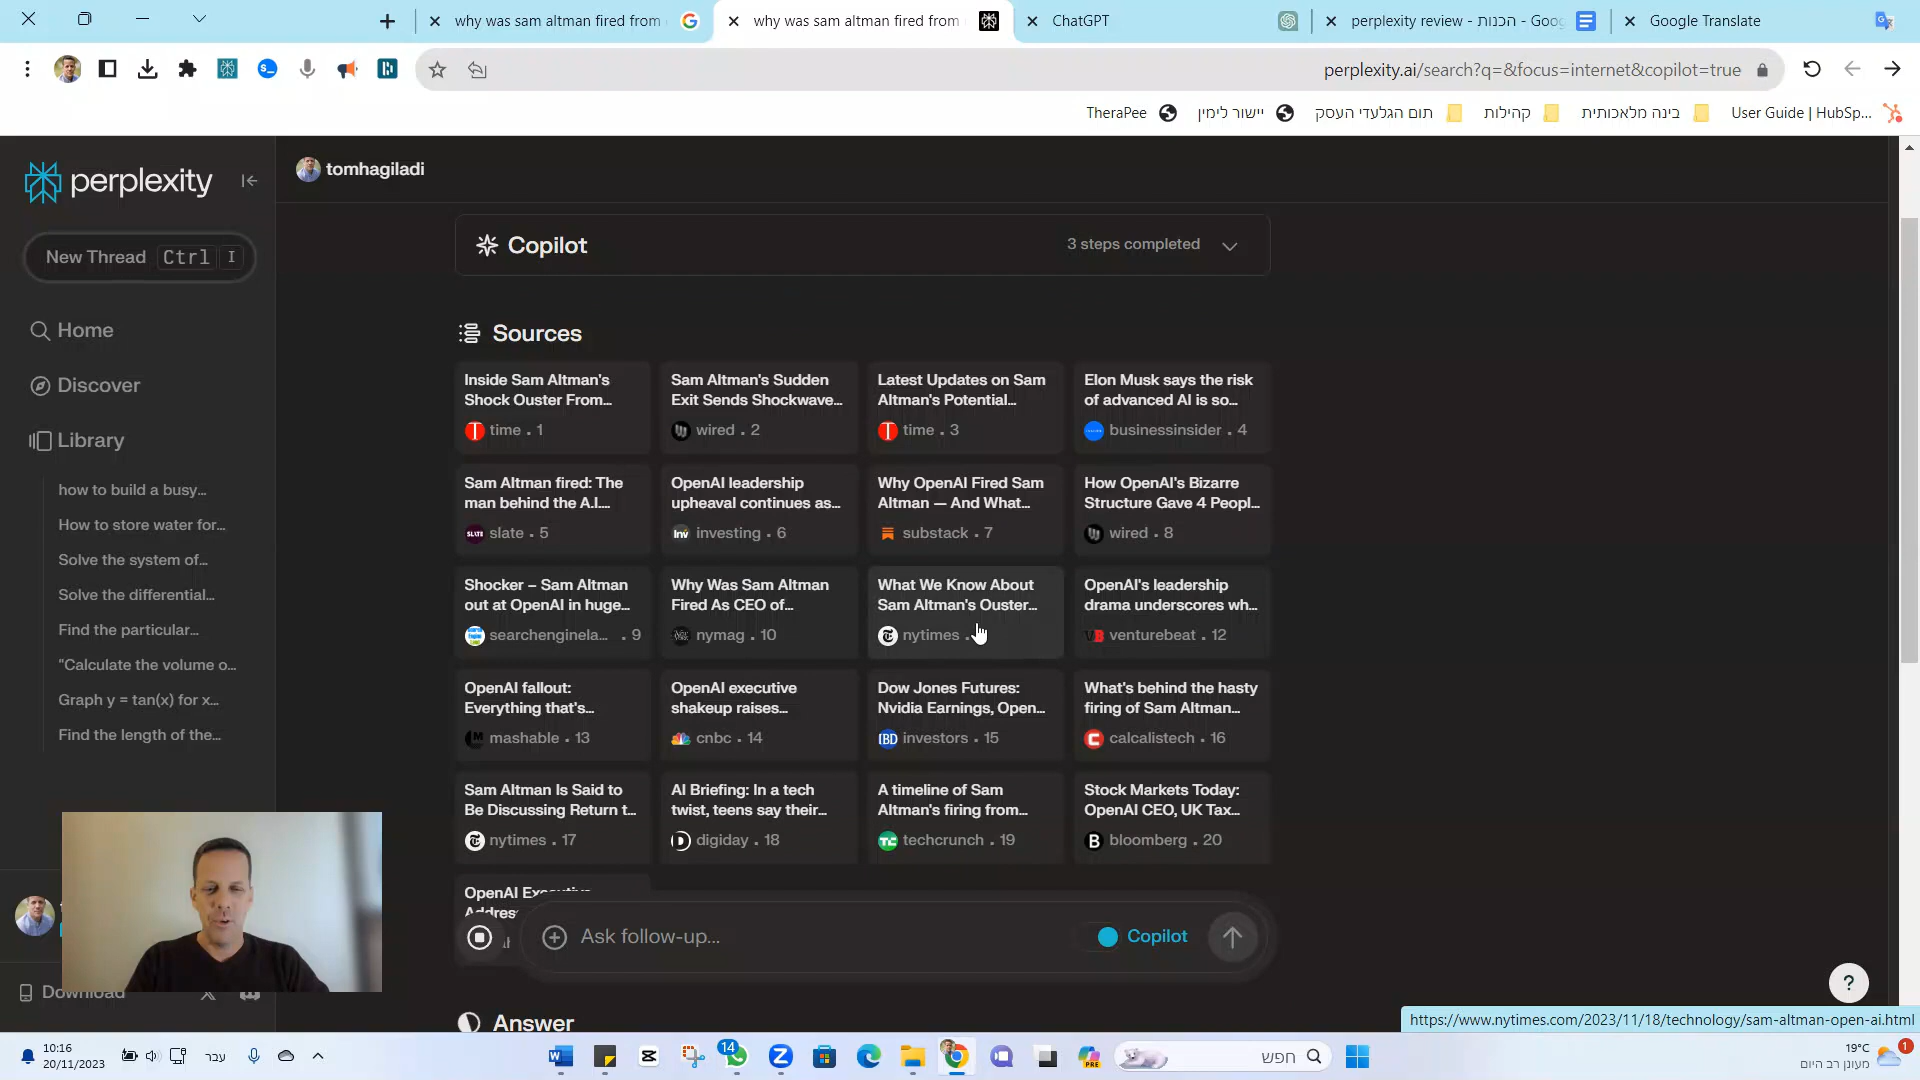 why was sam altman fired from
why was sam altman fired from
ChatGPT
perplexity review - הכנות - Goog
Google Translate
perplexity.ai/search?q=&focus=internet&copilot=true
TheraPee
יישור לימין
תום הגלעדי העסק
קהילות
בינה מלאכותית
User Guide | HubSp...
perplexity
tomhagiladi
New Thread Ctrl I
Home
Discover
Library
how to build a busy...
How to store water for...
Solve the system of...
Solve the differential...
Find the particular...
"Calculate the volume o...
Graph y = tan(x) for x...
Find the length of the...
Download
Copilot
3 steps completed
Sources
Inside Sam Altman's
Shock Ouster From...
time . 1
Sam Altman's Sudden
Exit Sends Shockwave...
wired . 2
Latest Updates on Sam
Altman's Potential...
time . 3
Elon Musk says the risk
of advanced AI is so...
businessinsider . 4
Sam Altman fired: The
man behind the A.I....
slate . 5
OpenAI leadership
upheaval continues as...
investing . 6
Why OpenAI Fired Sam
Altman — And What...
substack . 7
How OpenAI's Bizarre
Structure Gave 4 Peopl...
wired . 8
Shocker – Sam Altman
out at OpenAI in huge...
searchenginela... . 9
Why Was Sam Altman
Fired As CEO of...
nymag . 10
What We Know About
Sam Altman's Ouster...
nytimes .
OpenAI's leadership
drama underscores wh...
venturebeat . 12
OpenAI fallout:
Everything that's...
mashable . 13
OpenAI executive
shakeup raises...
cnbc . 14
Dow Jones Futures:
Nvidia Earnings, Open...
investors . 15
What's behind the hasty
firing of Sam Altman...
calcalistech . 16
Sam Altman Is Said to
Be Discussing Return t...
nytimes . 17
AI Briefing: In a tech
twist, teens say their...
digiday . 18
A timeline of Sam
Altman's firing from...
techcrunch . 19
Stock Markets Today:
OpenAI CEO, UK Tax...
bloomberg . 20
OpenAI Executive
Ask follow-up...
Copilot
Answer
?
https://www.nytimes.com/2023/11/18/technology/sam-altman-open-ai.html
10:16
20/11/2023
עבר
14
PRE
חפש
19°C
מעונן רב היום
1